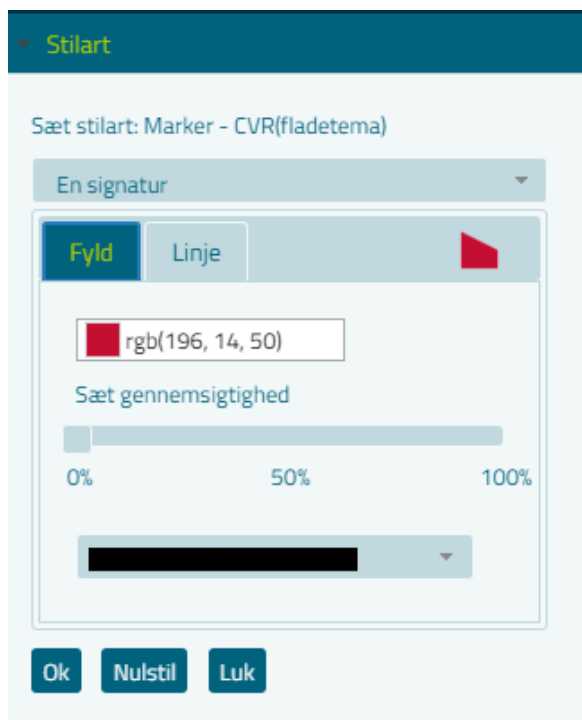 Stilart
Sæt stilart: Marker - CVR(fladetema)
En signatur
Fyld Linje
rgb(196, 14, 50)
Sæt gennemsigtighed
0% 50% 100%
Ok Nulstil Luk